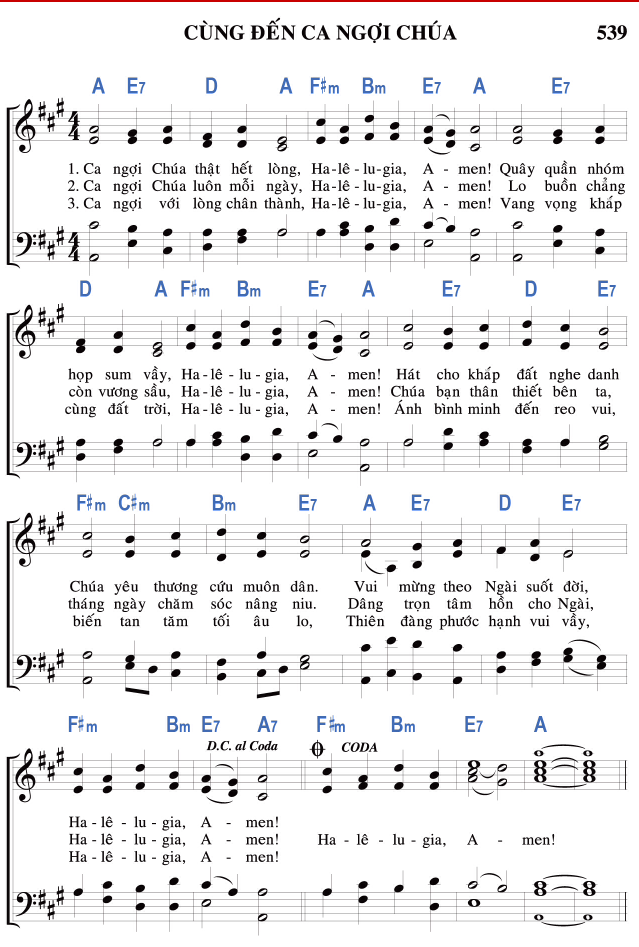 CÙNG ĐẾN CA NGỢI CHÚA 539
A E7 D A F♯m Bm E7 A E7
4 4
1. Ca ngợi Chúa thật hết lòng, Ha-lê-lu-gia, A - men! Quây quần nhóm
2. Ca ngợi Chúa luôn mỗi ngày, Ha-lê-lu-gia, A - men! Lo buồn chẳng
3. Ca ngợi với lòng chân thành, Ha-lê-lu-gia, A - men! Vang vọng kháp
4 4
D A F♯m Bm E7 A E7 D E7
họp sum vầy, Ha-lê-lu-gia, A - men! Hát cho kháp đất nghe danh
còn vương sầu, Ha-lê-lu-gia, A - men! Chúa bạn thân thiết bên ta,
cùng đất trời, Ha-lê-lu-gia, A - men! Ánh bình minh đến reo vui,
F♯m C♯m Bm E7 A E7 D E7
Chúa yêu thương cứu muôn dân. Vui mừng theo Ngài suốt đời,
tháng ngày chăm sóc nâng niu. Dâng trọn tâm hồn cho Ngài,
biến tan tăm tối âu lo, Thiên đàng phước hạnh vui vầy,
F♯m Bm E7 A7 F♯m Bm E7 A
D.C. al Coda CODA
Ha-lê - lu - gia, A - men!
Ha-lê - lu - gia, A - men! Ha - lê - lu-gia, A - men!
Ha-lê - lu - gia, A - men!